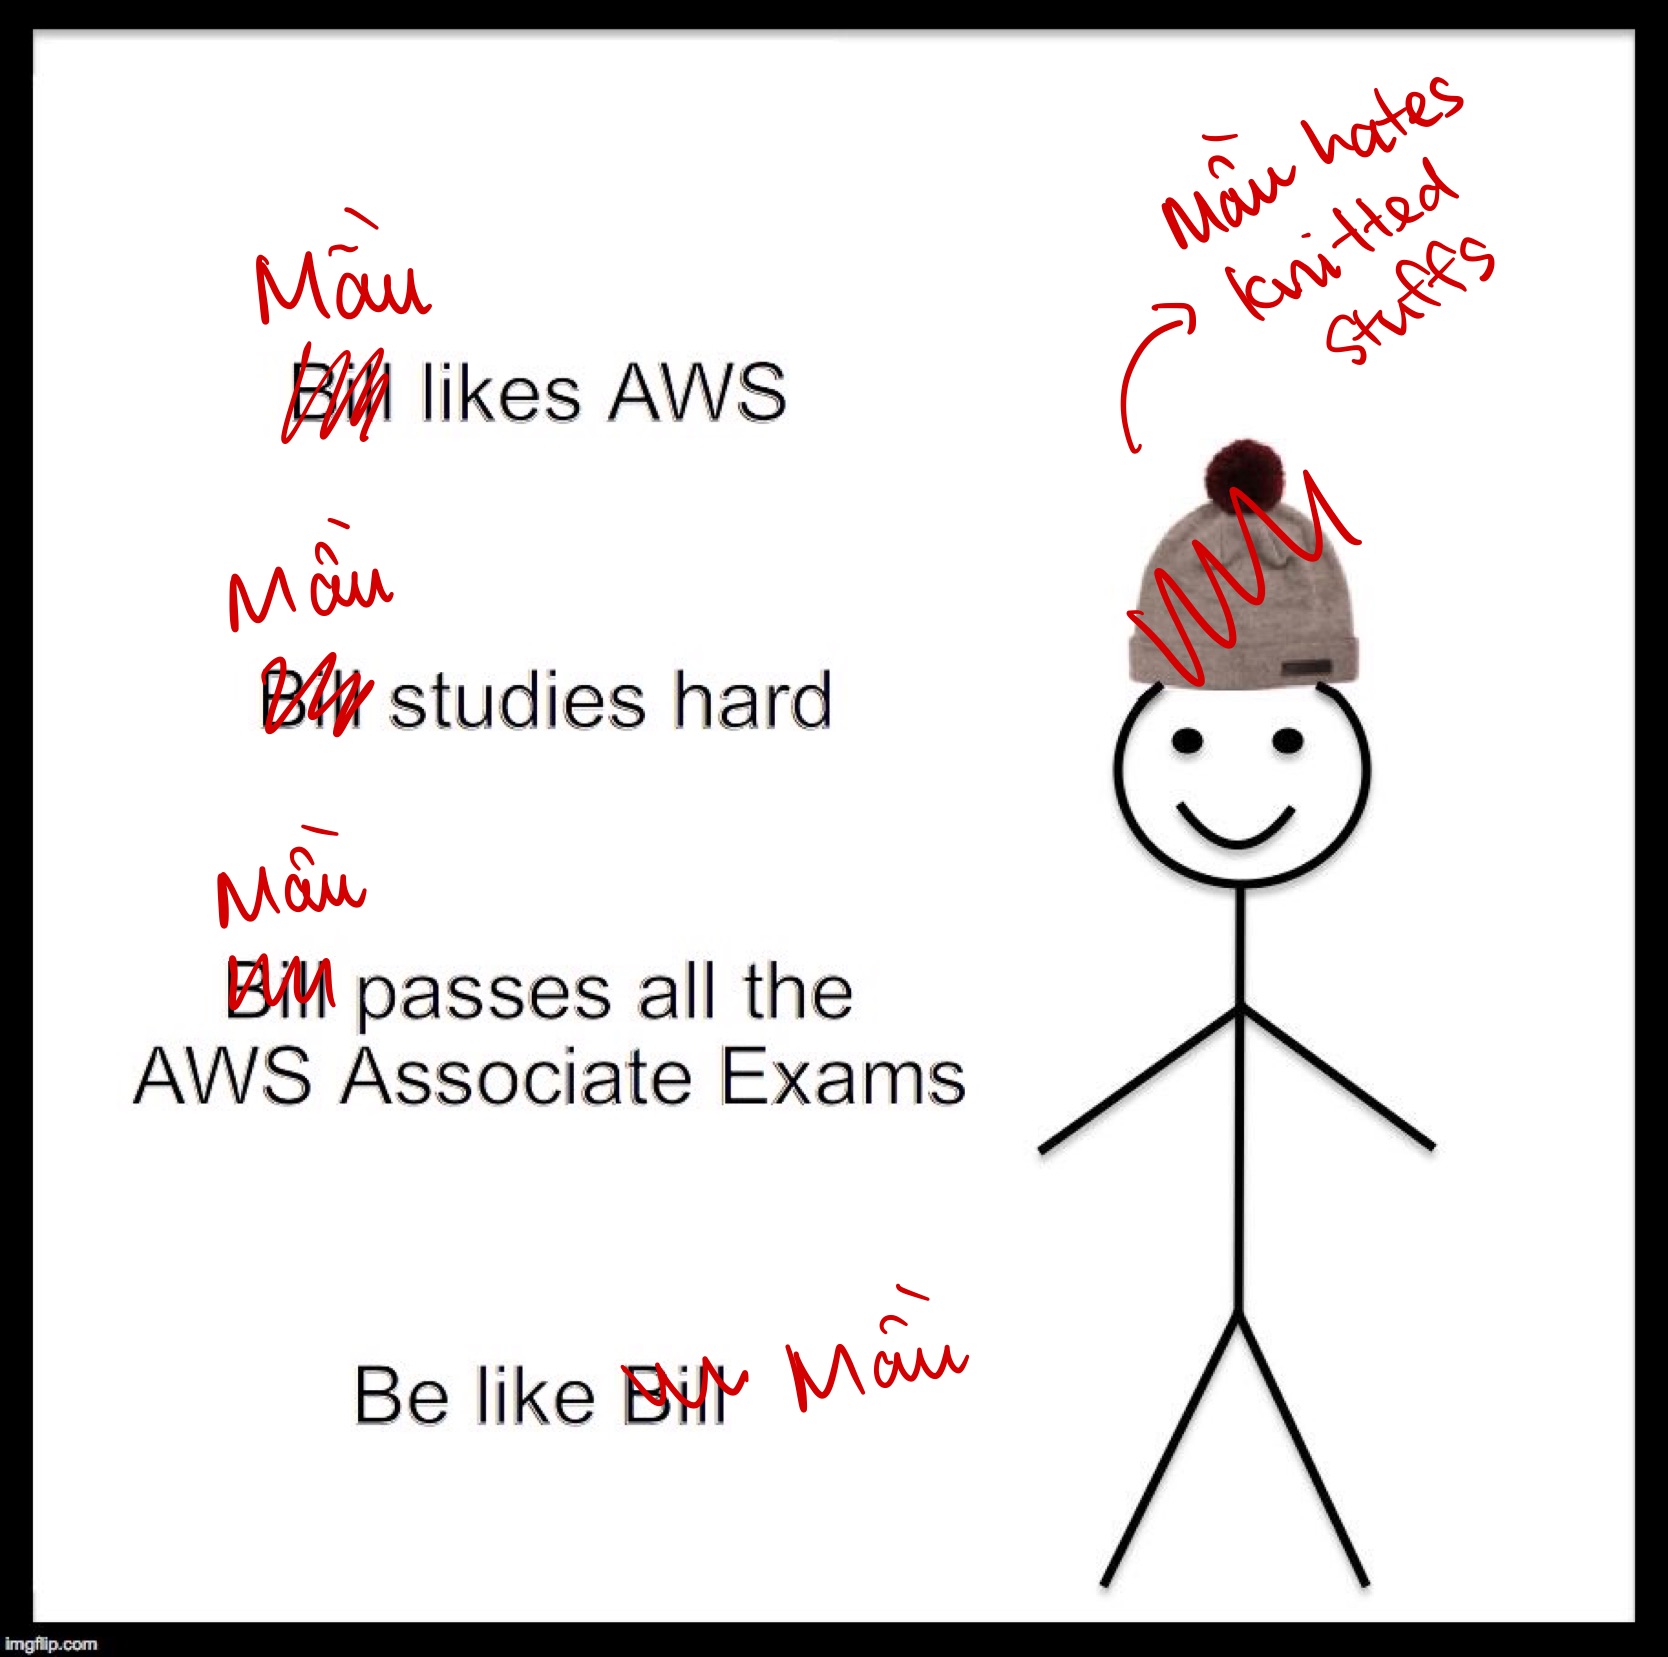 Mầu hates
knitted
stuffs
Mầu
Bill likes AWS
Mầu
Bill studies hard
Mầu
Bill passes all the
AWS Associate Exams
Be like Bill Mầu
imgflip.com